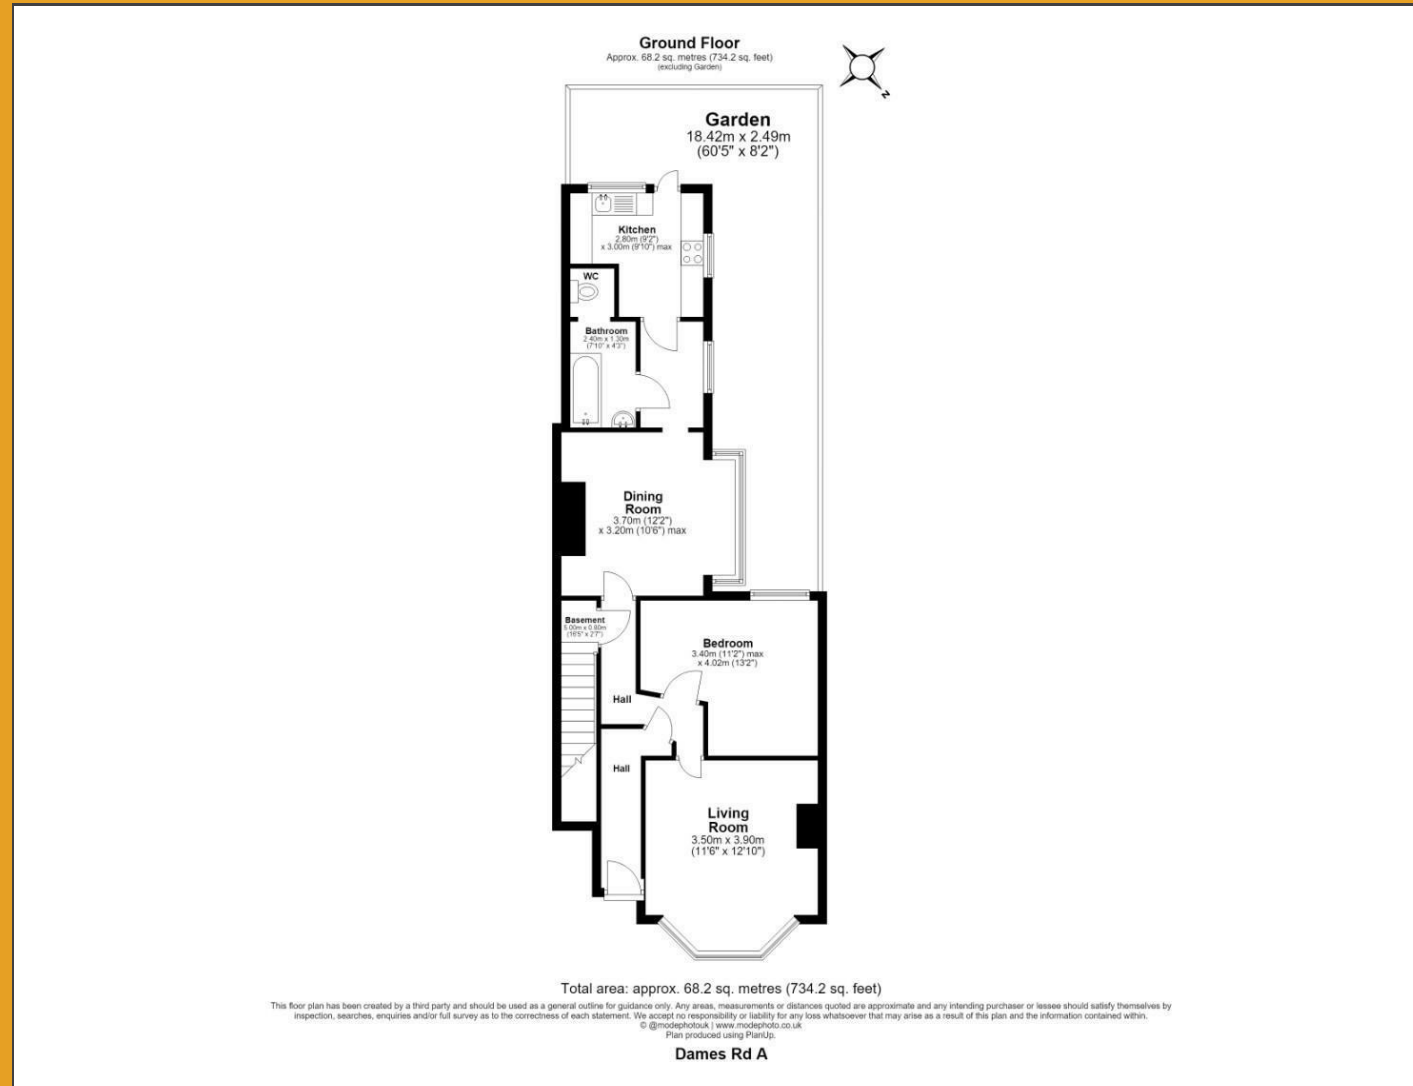 Ground Floor
Approx. 68.2 sq. metres (734.2 sq. feet)
(excluding Garden)
N
Garden
18.42m x 2.49m
(60'5" x 8'2")
Kitchen
2.80m (9'2")
x 3.00m (9'10") max
WC
Bathroom
2.40m x 1.30m
(7'10" x 4'3")
Dining
Room
3.70m (12'2")
x 3.20m (10'6") max
Basement
5.00m x 0.80m
(16'5" x 2'7")
Bedroom
3.40m (11'2") max
x 4.02m (13'2")
Hall
Hall
Living
Room
3.50m x 3.90m
(11'6" x 12'10")
Total area: approx. 68.2 sq. metres (734.2 sq. feet)
This floor plan has been created by a third party and should be used as a general outline for guidance only. Any areas, measurements or distances quoted are approximate and any intending purchaser or lessee should satisfy themselves by
inspection, searches, enquiries and/or full survey as to the correctness of each statement. We accept no responsibility or liability for any loss whatsoever that may arise as a result of this plan and the information contained within.
© @modephotouk | www.modephoto.co.uk
Plan produced using PlanUp.
Dames Rd A